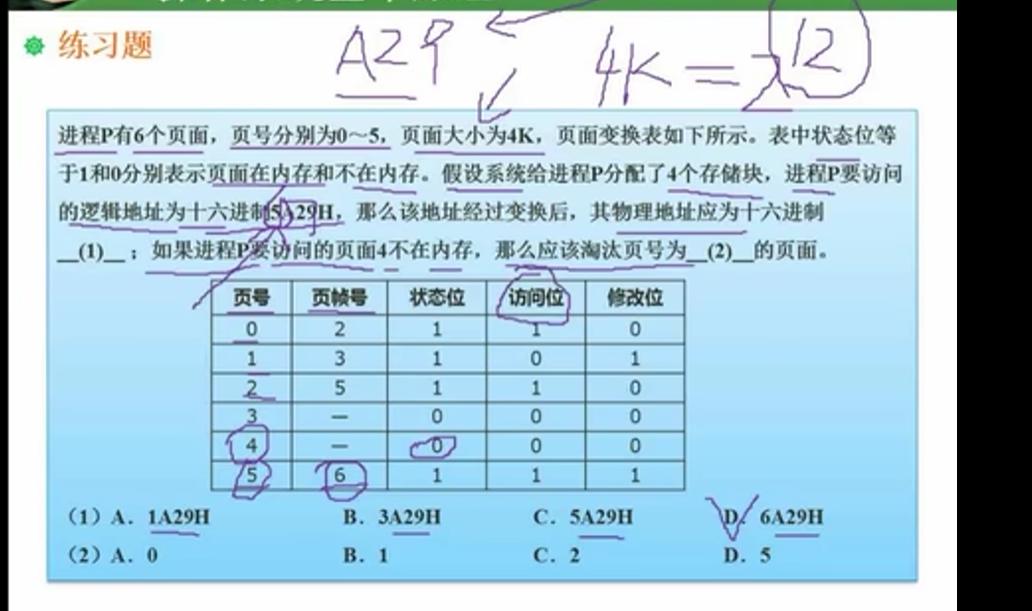 练习题
A29
4K=2^12
进程P有6个页面，页号分别为0～5，页面大小为4K，页面变换表如下所示。表中状态位等
于1和0分别表示页面在内存和不在内存。假设系统给进程P分配了4个存储块，进程P要访问
的逻辑地址为十六进制5A29H，那么该地址经过变换后，其物理地址应为十六进制
__(1)__；如果进程P要访问的页面4不在内存，那么应该淘汰页号为__(2)__的页面。
页号 页帧号 状态位 访问位 修改位
0 2 1 1 0
1 3 1 0 1
2 5 1 1 0
3 — 0 0 0
4 — 0 0 0
5 6 1 1 1
（1）A．1A29H B．3A29H C．5A29H D．6A29H
（2）A．0 B．1 C．2 D．5